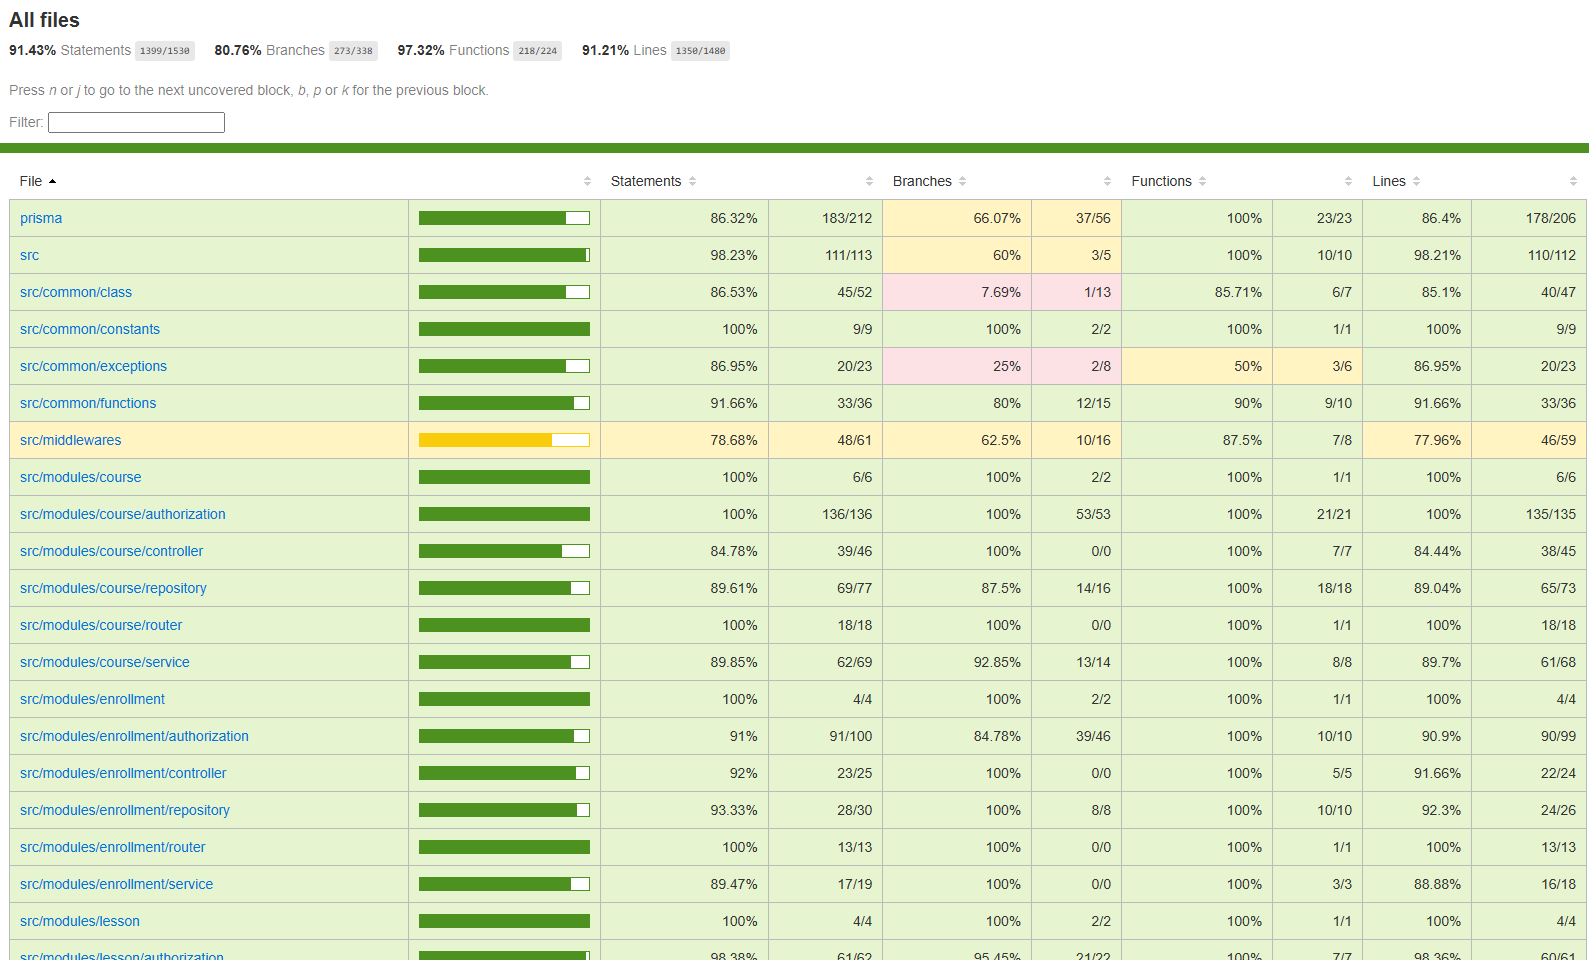 All files
91.43% Statements 1399/1530 80.76% Branches 273/338 97.32% Functions 218/224 91.21% Lines 1350/1480
Press n or j to go to the next uncovered block, b, p or k for the previous block.
Filter:
File Statements Branches Functions Lines
prisma 86.32% 183/212 66.07% 37/56 100% 23/23 86.4% 178/206
src 98.23% 111/113 60% 3/5 100% 10/10 98.21% 110/112
src/common/class 86.53% 45/52 7.69% 1/13 85.71% 6/7 85.1% 40/47
src/common/constants 100% 9/9 100% 2/2 100% 1/1 100% 9/9
src/common/exceptions 86.95% 20/23 25% 2/8 50% 3/6 86.95% 20/23
src/common/functions 91.66% 33/36 80% 12/15 90% 9/10 91.66% 33/36
src/middlewares 78.68% 48/61 62.5% 10/16 87.5% 7/8 77.96% 46/59
src/modules/course 100% 6/6 100% 2/2 100% 1/1 100% 6/6
src/modules/course/authorization 100% 136/136 100% 53/53 100% 21/21 100% 135/135
src/modules/course/controller 84.78% 39/46 100% 0/0 100% 7/7 84.44% 38/45
src/modules/course/repository 89.61% 69/77 87.5% 14/16 100% 18/18 89.04% 65/73
src/modules/course/router 100% 18/18 100% 0/0 100% 1/1 100% 18/18
src/modules/course/service 89.85% 62/69 92.85% 13/14 100% 8/8 89.7% 61/68
src/modules/enrollment 100% 4/4 100% 2/2 100% 1/1 100% 4/4
src/modules/enrollment/authorization 91% 91/100 84.78% 39/46 100% 10/10 90.9% 90/99
src/modules/enrollment/controller 92% 23/25 100% 0/0 100% 5/5 91.66% 22/24
src/modules/enrollment/repository 93.33% 28/30 100% 8/8 100% 10/10 92.3% 24/26
src/modules/enrollment/router 100% 13/13 100% 0/0 100% 1/1 100% 13/13
src/modules/enrollment/service 89.47% 17/19 100% 0/0 100% 3/3 88.88% 16/18
src/modules/lesson 100% 4/4 100% 2/2 100% 1/1 100% 4/4
src/modules/lesson/authorization 98.38% 61/62 95.45% 21/22 100% 7/7 98.36% 60/61